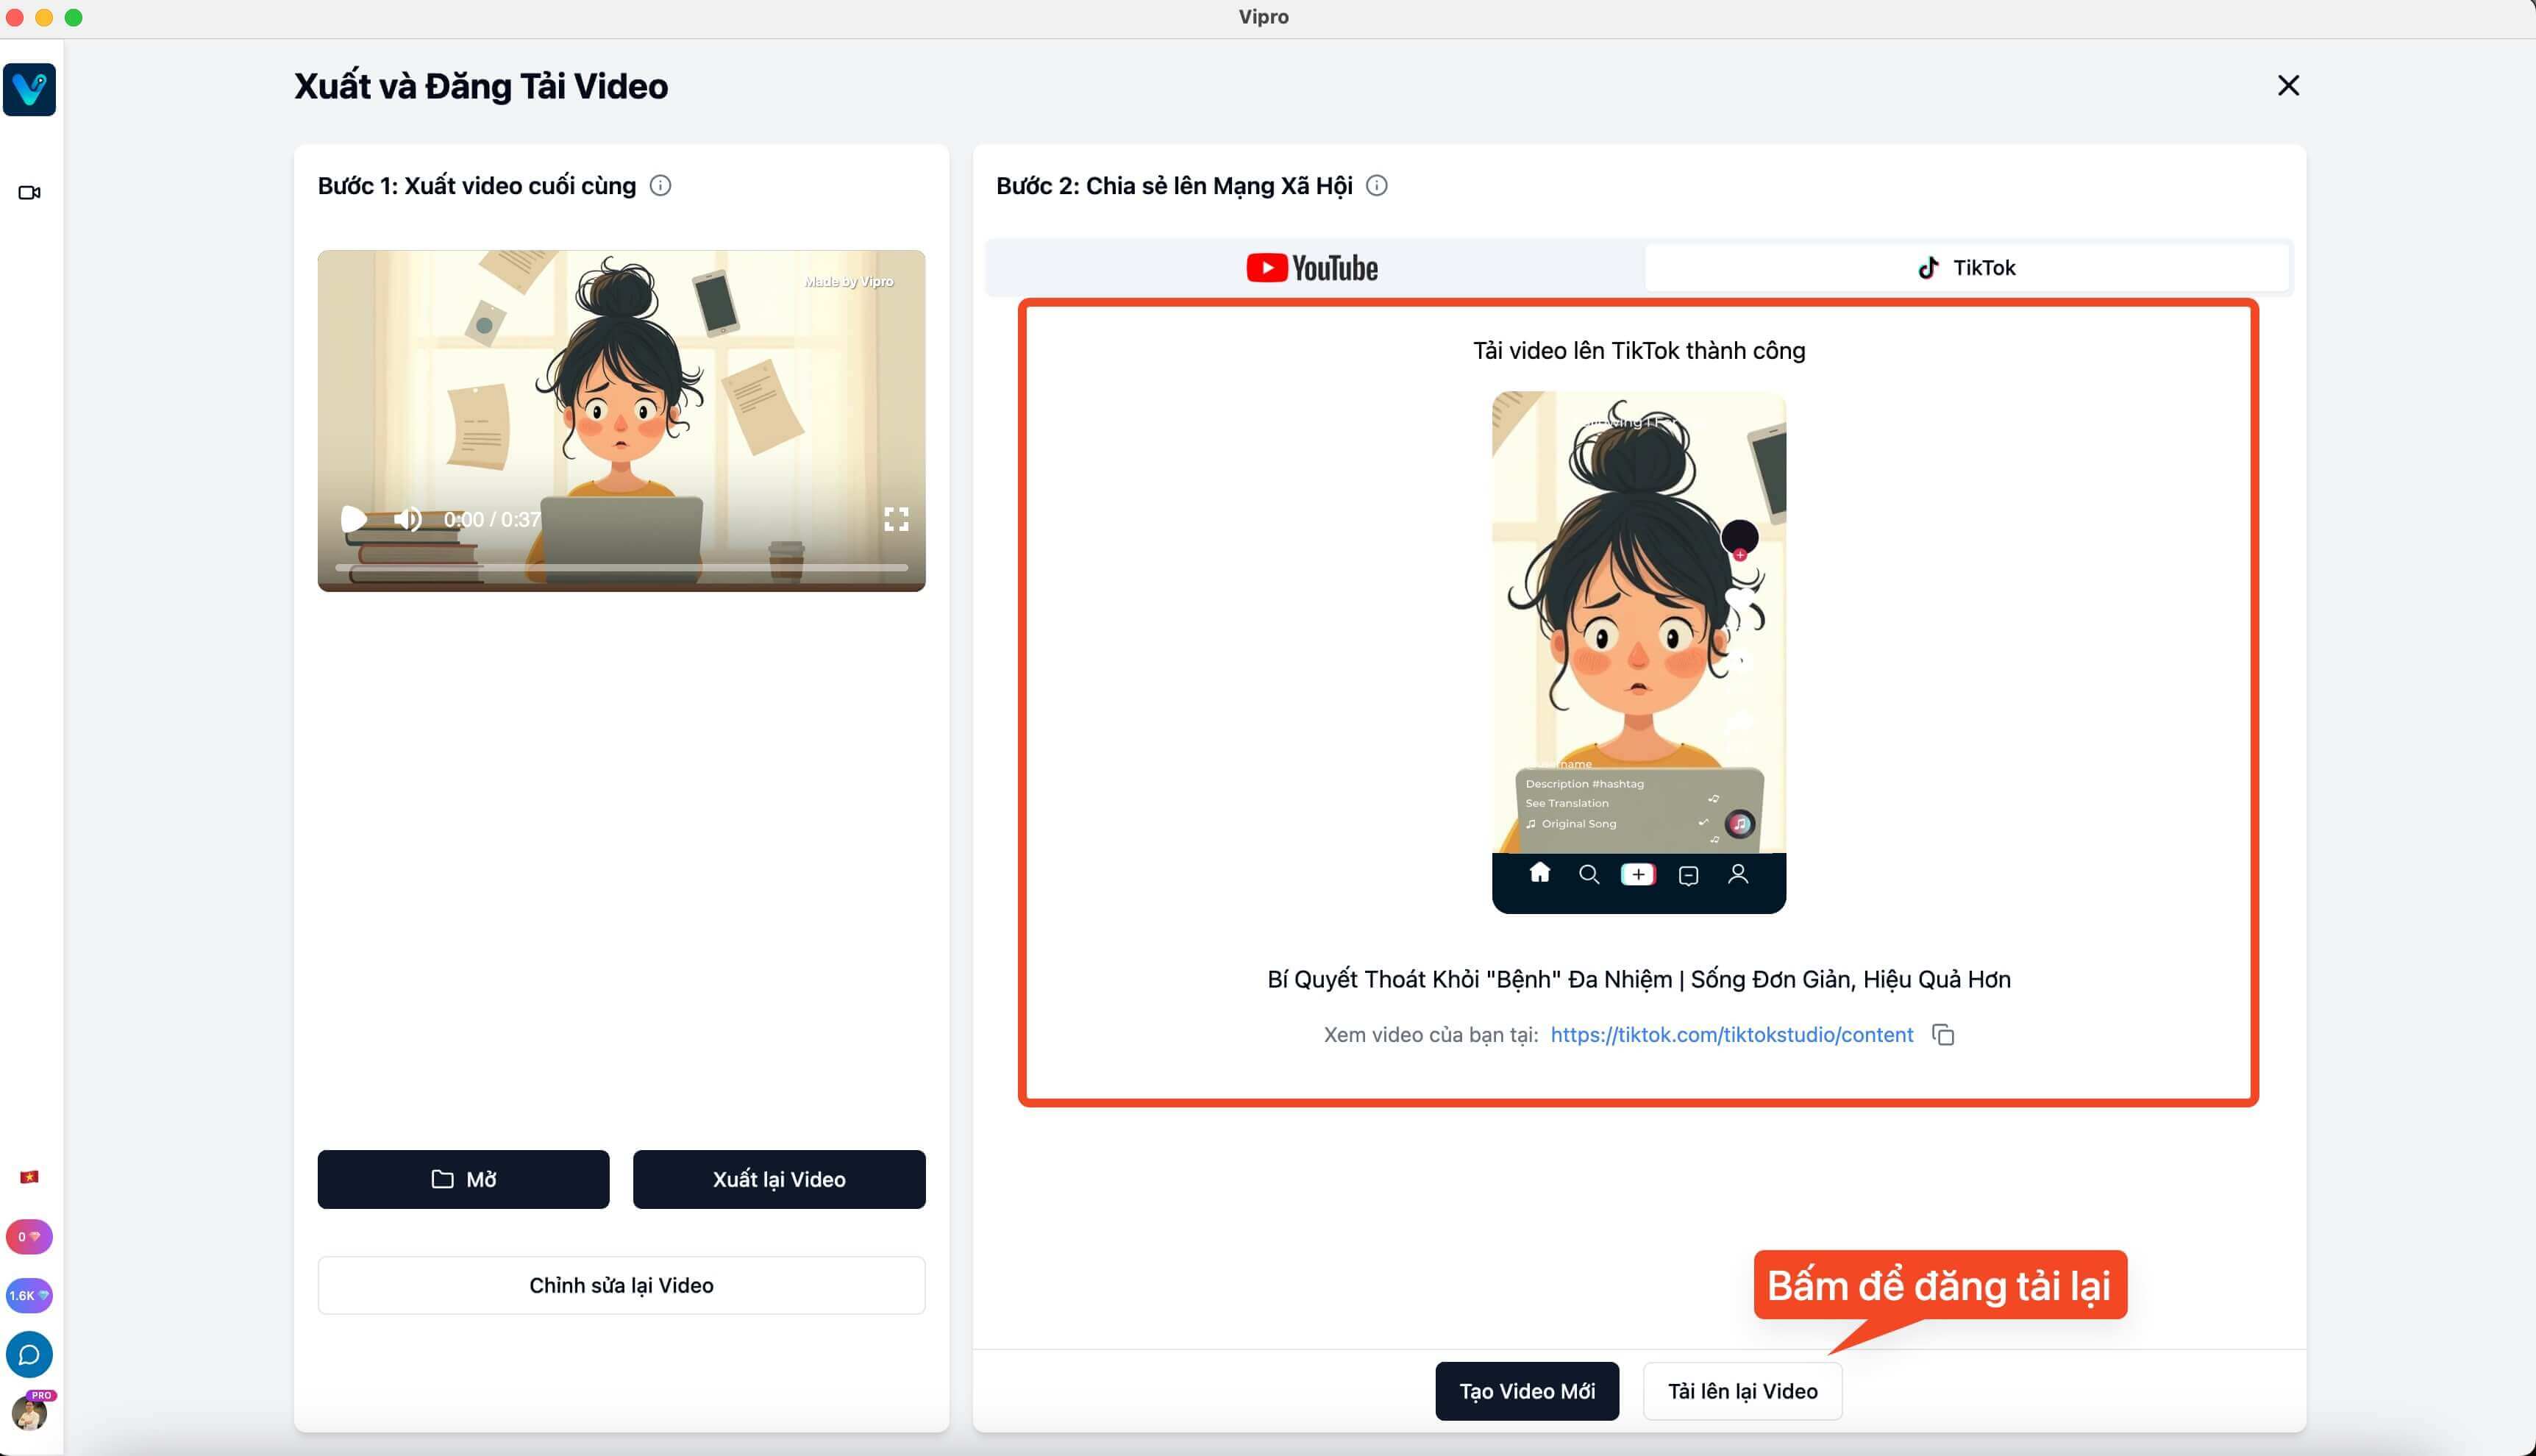 Vipro
Xuất và Đăng Tải Video
Bước 1: Xuất video cuối cùng
Made by Vipro
0:00 / 0:37
Mở
Xuất lại Video
Chỉnh sửa lại Video
Bước 2: Chia sẻ lên Mạng Xã Hội
YouTube
TikTok
Tải video lên TikTok thành công
Description #hashtag
See Translation
Original Song
Bí Quyết Thoát Khỏi "Bệnh" Đa Nhiệm | Sống Đơn Giản, Hiệu Quả Hơn
Xem video của bạn tại: https://tiktok.com/tiktokstudio/content
Bấm để đăng tải lại
Tạo Video Mới
Tải lên lại Video
0
1.6K
PRO